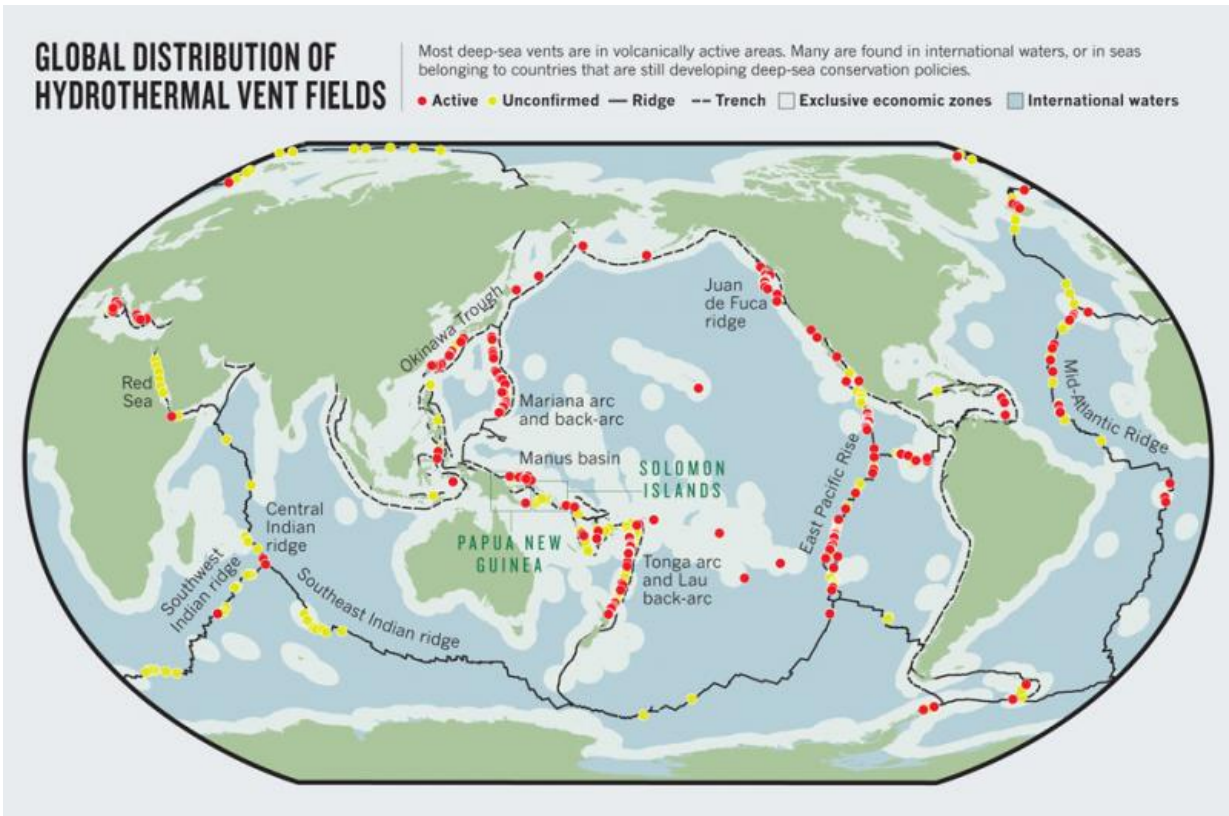 GLOBAL DISTRIBUTION OF
HYDROTHERMAL VENT FIELDS
Most deep-sea vents are in volcanically active areas. Many are found in international waters, or in seas
belonging to countries that are still developing deep-sea conservation policies.
Active Unconfirmed Ridge Trench Exclusive economic zones International waters
Juan
de Fuca
ridge
Okinawa Trough
Red
Sea
Mid-Atlantic Ridge
Mariana arc
and back-arc
Manus basin
SOLOMON
ISLANDS
East Pacific Rise
Central
Indian
ridge
PAPUA NEW
GUINEA
Tonga arc
and Lau
back-arc
Southwest
Indian ridge
Southeast Indian ridge